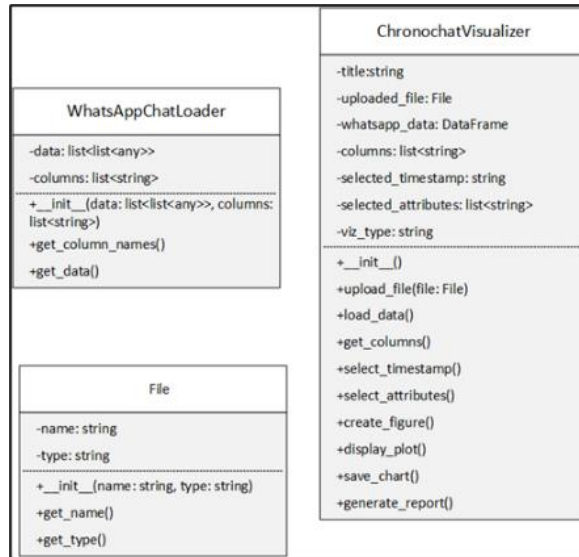 WhatsAppChatLoader
-data: list<list<any>>
-columns: list<string>
+__init__(data: list<list<any>>, columns:
list<string>)
+get_column_names()
+get_data()
File
-name: string
-type: string
+__init__(name: string, type: string)
+get_name()
+get_type()
ChronochatVisualizer
-title:string
-uploaded_file: File
-whatsapp_data: DataFrame
-columns: list<string>
-selected_timestamp: string
-selected_attributes: list<string>
-viz_type: string
+__init__()
+upload_file(file: File)
+load_data()
+get_columns()
+select_timestamp()
+select_attributes()
+create_figure()
+display_plot()
+save_chart()
+generate_report()